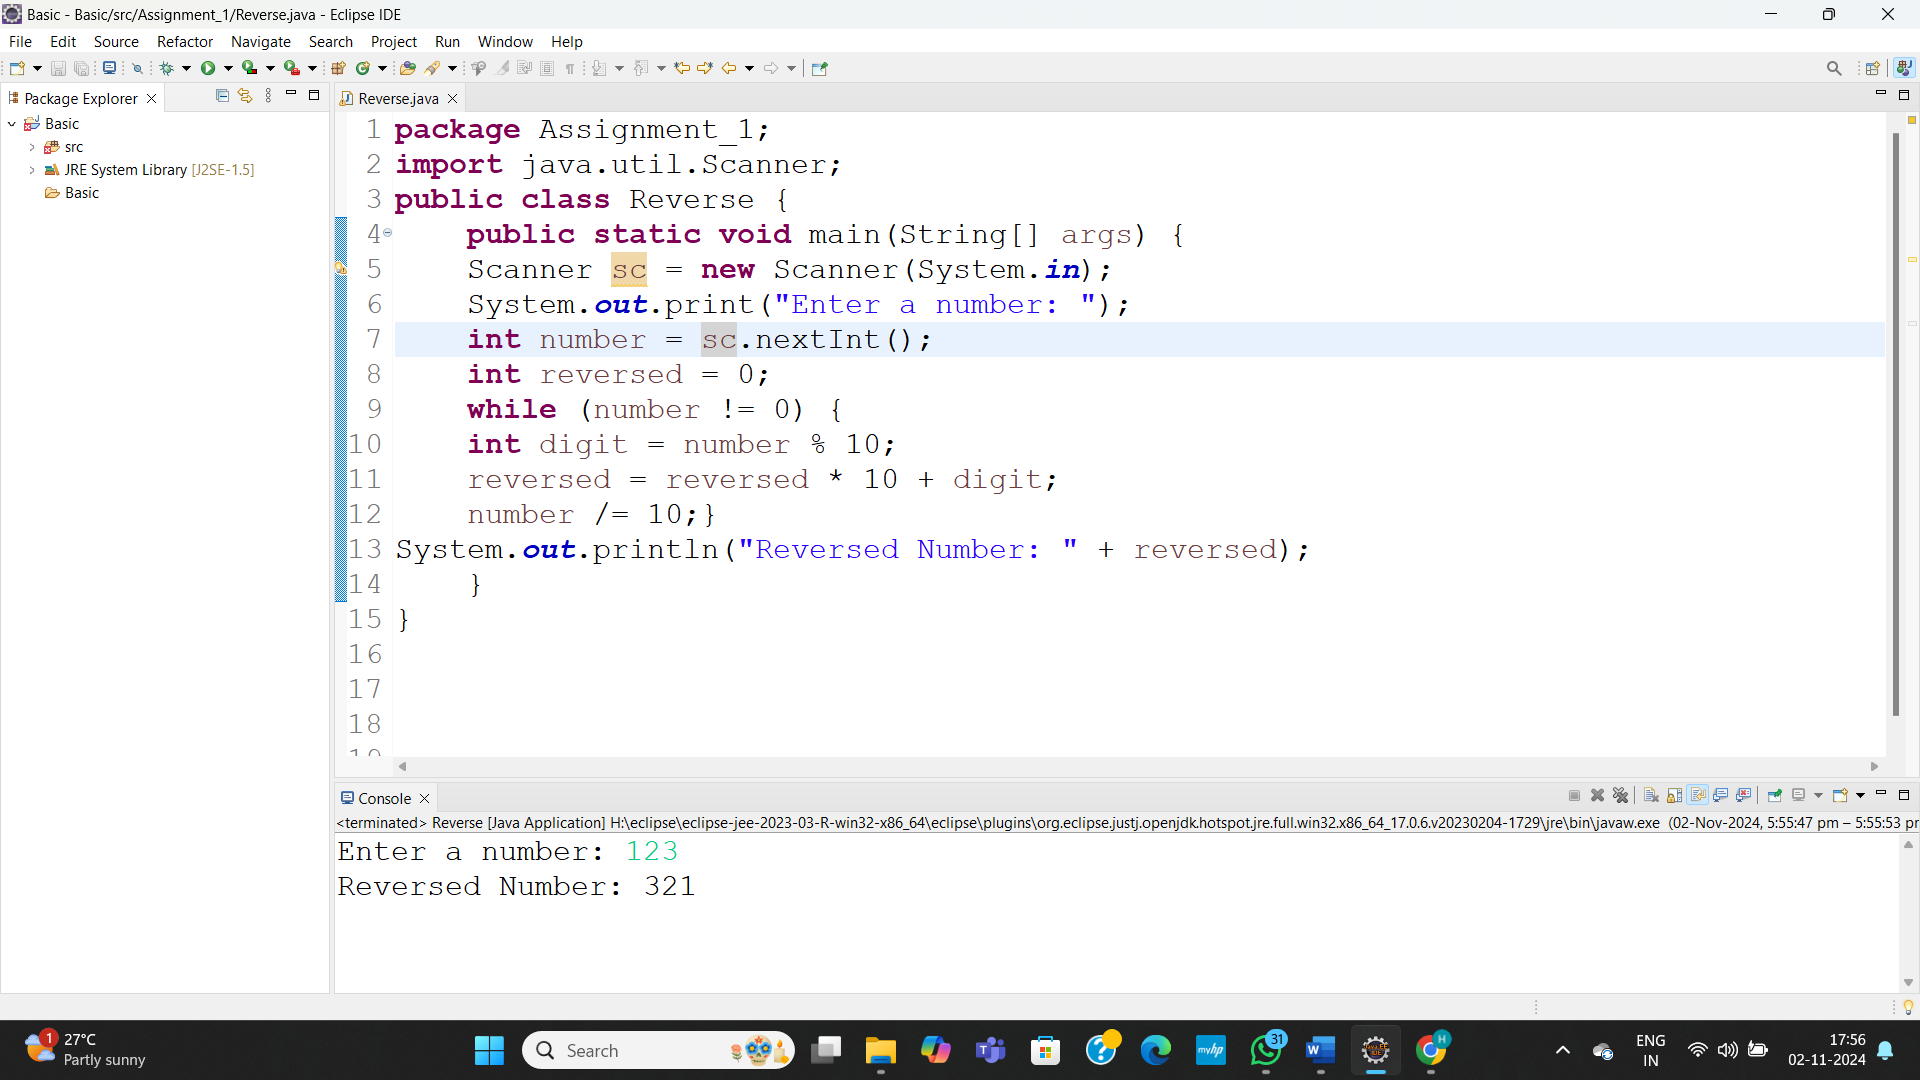 Basic - Basic/src/Assignment_1/Reverse.java - Eclipse IDE
File Edit Source Refactor Navigate Search Project Run Window Help
Package Explorer
Reverse.java
Basic
src
JRE System Library [J2SE-1.5]
Basic
1 package Assignment_1;
2 import java.util.Scanner;
3 public class Reverse {
4 public static void main(String[] args) {
5 Scanner sc = new Scanner(System.in);
6 System.out.print("Enter a number: ");
7 int number = sc.nextInt();
8 int reversed = 0;
9 while (number != 0) {
10 int digit = number % 10;
11 reversed = reversed * 10 + digit;
12 number /= 10;}
13 System.out.println("Reversed Number: " + reversed);
14 }
15 }
16
17
18
Console
<terminated> Reverse [Java Application] H:\eclipse\eclipse-jee-2023-03-R-win32-x86_64\eclipse\plugins\org.eclipse.justj.openjdk.hotspot.jre.full.win32.x86_64_17.0.6.v20230204-1729\jre\bin\javaw.exe (02-Nov-2024, 5:55:47 pm – 5:55:53 pr
Enter a number: 123
Reversed Number: 321
1
27°C
Partly sunny
Search
myhp
31
H
ENG
IN
17:56
02-11-2024